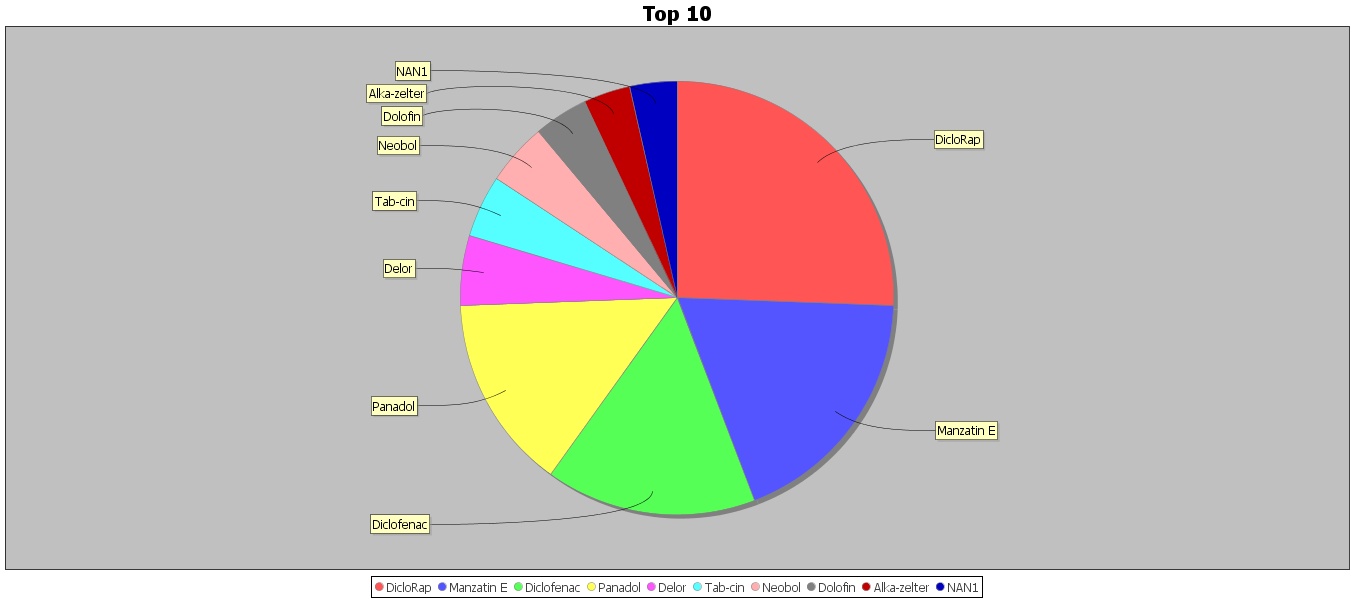 Top 10
NAN1
Alka-zelter
Dolofin
DicloRap
Neobol
Tab-cin
Delor
Panadol
Manzatin E
Diclofenac
DicloRap Manzatin E Diclofenac Panadol Delor Tab-cin Neobol Dolofin Alka-zelter NAN1